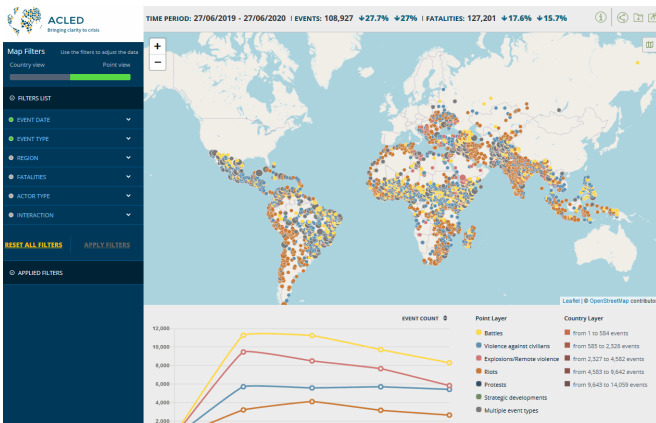 ACLED
Bringing clarity to crisis
TIME PERIOD: 27/06/2019 - 27/06/2020 | EVENTS: 108,927 27.7% 27% | FATALITIES: 127,201 17.6% 15.7%
Map Filters
Use the filters to adjust the data
Country view
Point view
FILTERS LIST
EVENT DATE
EVENT TYPE
REGION
FATALITIES
ACTOR TYPE
INTERACTION
RESET ALL FILTERS
APPLY FILTERS
APPLIED FILTERS
+
−
Leaflet | © OpenStreetMap contributors
EVENT COUNT
12,000
10,000
8,000
6,000
4,000
2,000
Point Layer
Battles
Violence against civilians
Explosions/Remote violence
Riots
Protests
Strategic developments
Multiple event types
Country Layer
from 1 to 584 events
from 585 to 2,326 events
from 2,327 to 4,582 events
from 4,583 to 9,642 events
from 9,643 to 14,059 events